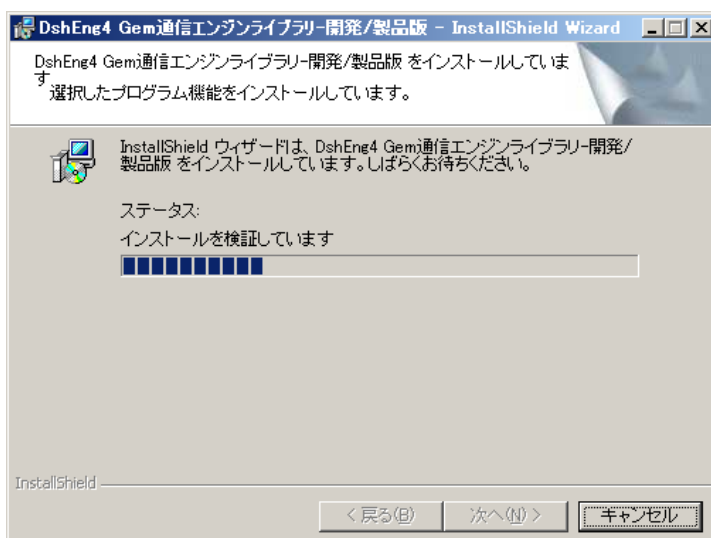 DshEng4 Gem通信エンジンライブラリｰ開発/製品版 - InstallShield Wizard
DshEng4 Gem通信エンジンライブラリｰ開発/製品版 をインストールしていま
す
選択したプログラム機能をインストールしています。
InstallShield ウィザードは、DshEng4 Gem通信エンジンライブラリｰ開発/
製品版 をインストールしています。しばらくお待ちください。
ステータス:
インストールを検証しています
InstallShield
< 戻る(B)
次へ(N) >
キャンセル